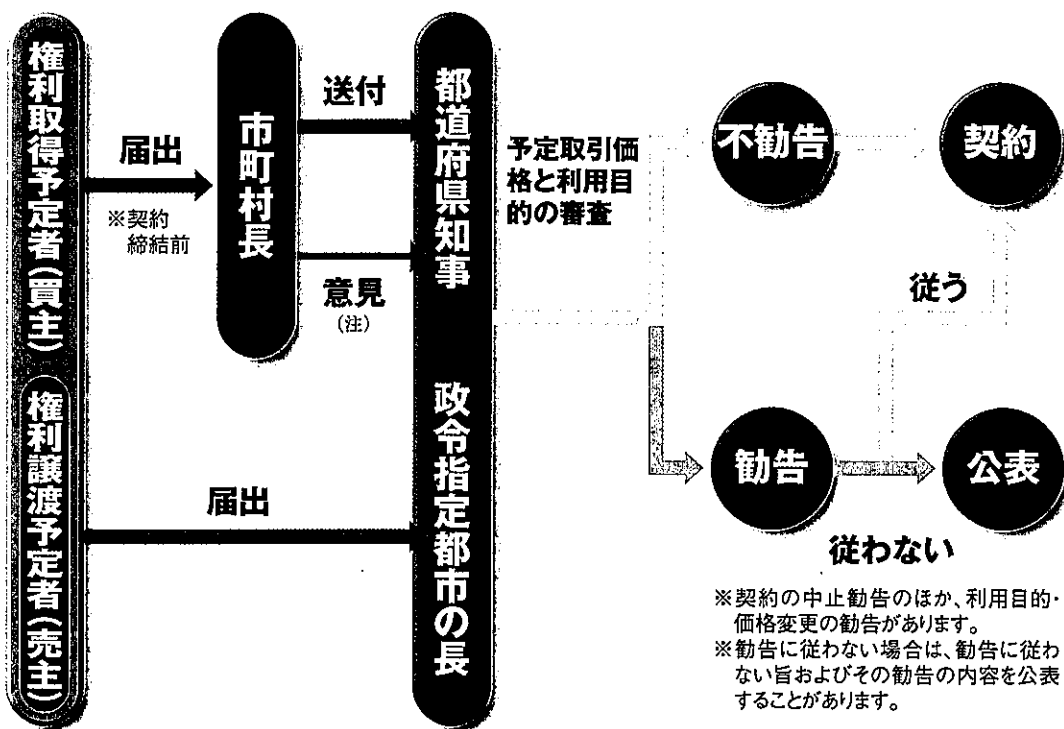 権利取得予定者(買主)
権利譲渡予定者(売主)
届出
※契約
締結前
市町村長
送付
意見
(注)
届出
都道府県知事
政令指定都市の長
予定取引価
格と利用目
的の審査
不勧告
契約
従う
勧告
公表
従わない
※契約の中止勧告のほか、利用目的・
価格変更の勧告があります。
※勧告に従わない場合は、勧告に従わ
ない旨およびその勧告の内容を公表
することがあります。